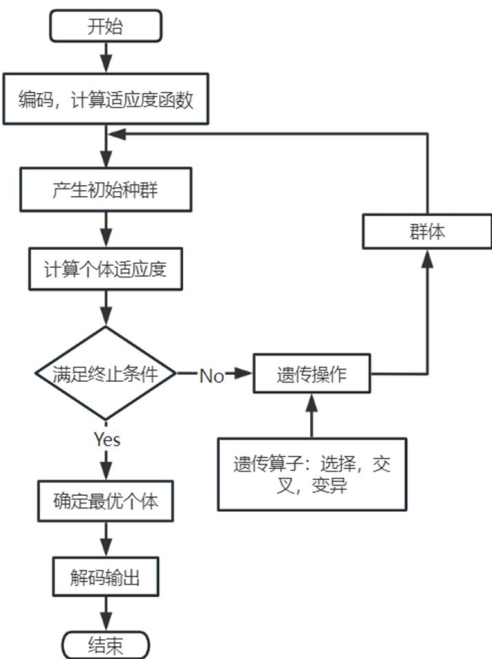 开始
编码，计算适应度函数
产生初始种群
群体
计算个体适应度
满足终止条件
No
遗传操作
Yes
遗传算子：选择，交
叉，变异
确定最优个体
解码输出
结束